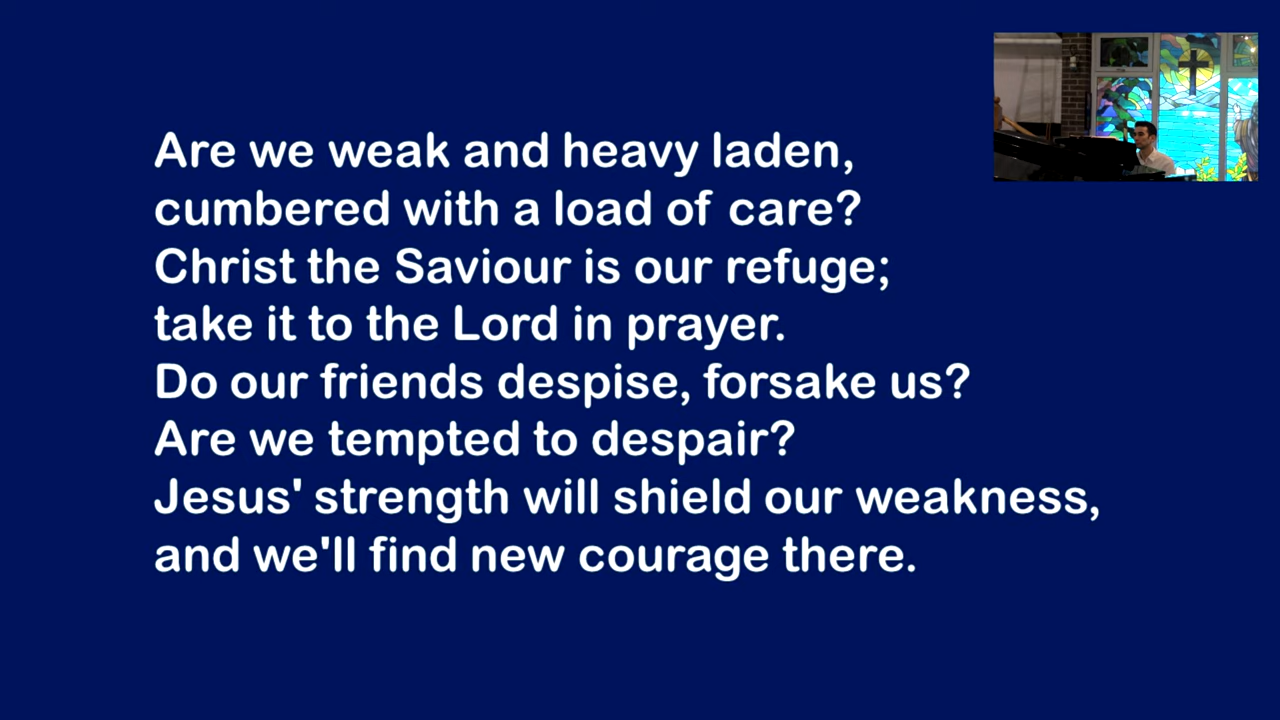 Are we weak and heavy laden,
cumbered with a load of care?
Christ the Saviour is our refuge;
take it to the Lord in prayer.
Do our friends despise, forsake us?
Are we tempted to despair?
Jesus' strength will shield our weakness,
and we'll find new courage there.